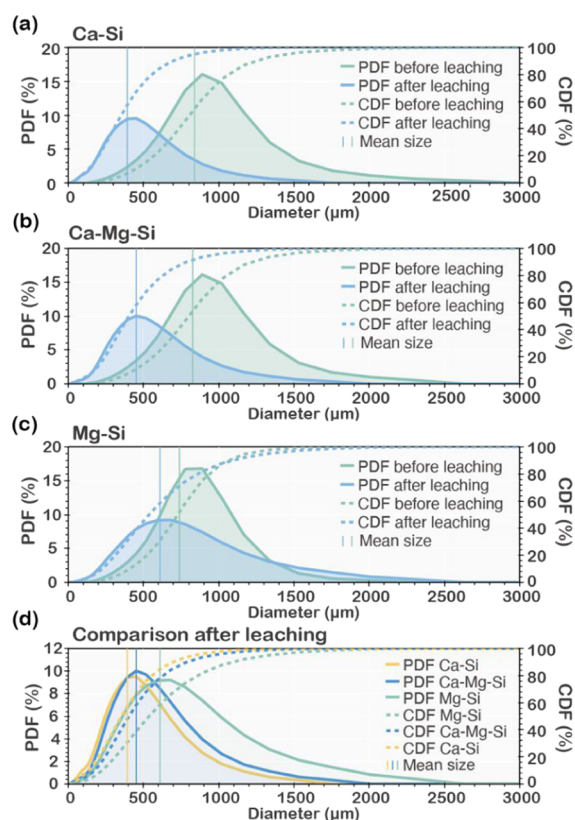 (a) Ca-Si
20 15 10 5 0
PDF (%)
PDF before leaching
PDF after leaching
CDF before leaching
CDF after leaching
Mean size
100 80 60 40 20 0
CDF (%)
0 500 1000 1500 2000 2500 3000
Diameter (µm)
(b) Ca-Mg-Si
20 15 10 5 0
PDF (%)
PDF before leaching
PDF after leaching
CDF before leaching
CDF after leaching
Mean size
100 80 60 40 20 0
CDF (%)
0 500 1000 1500 2000 2500 3000
Diameter (µm)
(c) Mg-Si
20 15 10 5 0
PDF (%)
PDF before leaching
PDF after leaching
CDF before leaching
CDF after leaching
Mean size
100 80 60 40 20 0
CDF (%)
0 500 1000 1500 2000 2500 3000
Diameter (µm)
(d) Comparison after leaching
12 10 8 6 4 2 0
PDF (%)
PDF Ca-Si
PDF Ca-Mg-Si
PDF Mg-Si
CDF Mg-Si
CDF Ca-Mg-Si
CDF Ca-Si
Mean size
100 80 60 40 20 0
CDF (%)
0 500 1000 1500 2000 2500 3000
Diameter (µm)